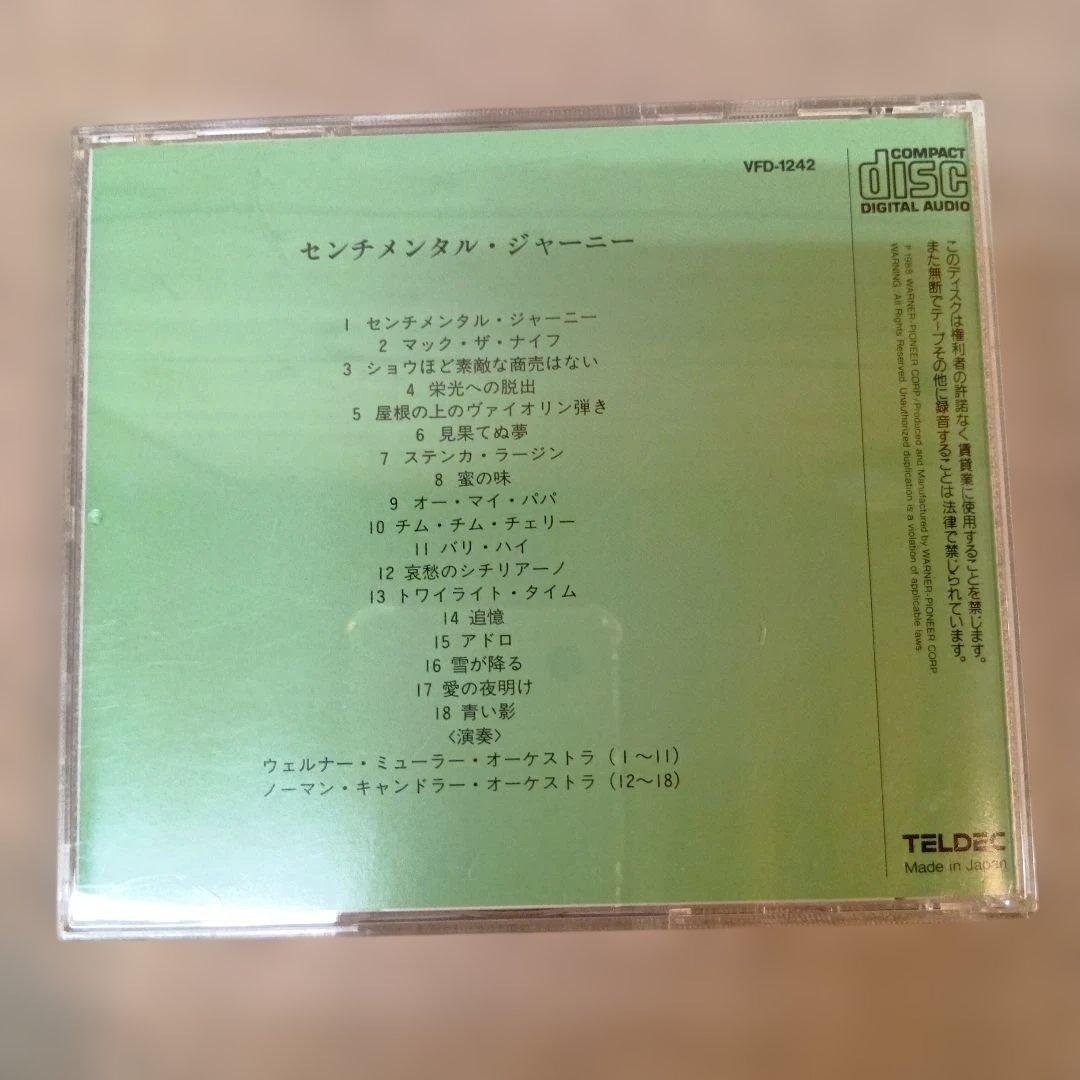 VFD-1242
COMPACT
disc
DIGITAL AUDIO
センチメンタル・ジャーニー
1 センチメンタル・ジャーニー
2 マック・ザ・ナイフ
3 ショウほど素敵な商売はない
4 栄光への脱出
5 屋根の上のヴァイオリン弾き
6 見果てぬ夢
7 ステンカ・ラージン
8 蜜の味
9 オー・マイ・パパ
10 チム・チム・チェリー
11 バリ・ハイ
12 哀愁のシチリアーノ
13 トワイライト・タイム
14 追憶
15 アドロ
16 雪が降る
17 愛の夜明け
18 青い影
〈演奏〉
ウェルナー・ミューラー・オーケストラ（1〜11）
ノーマン・キャンドラー・オーケストラ（12〜18）
このディスクは権利者の許諾なく賃貸業に使用することを禁じます。
また無断でテープその他に録音することは法律で禁じられています。
P 1988 WARNER-PIONEER CORP./Produced and Manufactured by WARNER-PIONEER CORP
WARNING: All Rights Reserved. Unauthorized duplication is a violation of applicable laws.
TELDEC
Made in Japan